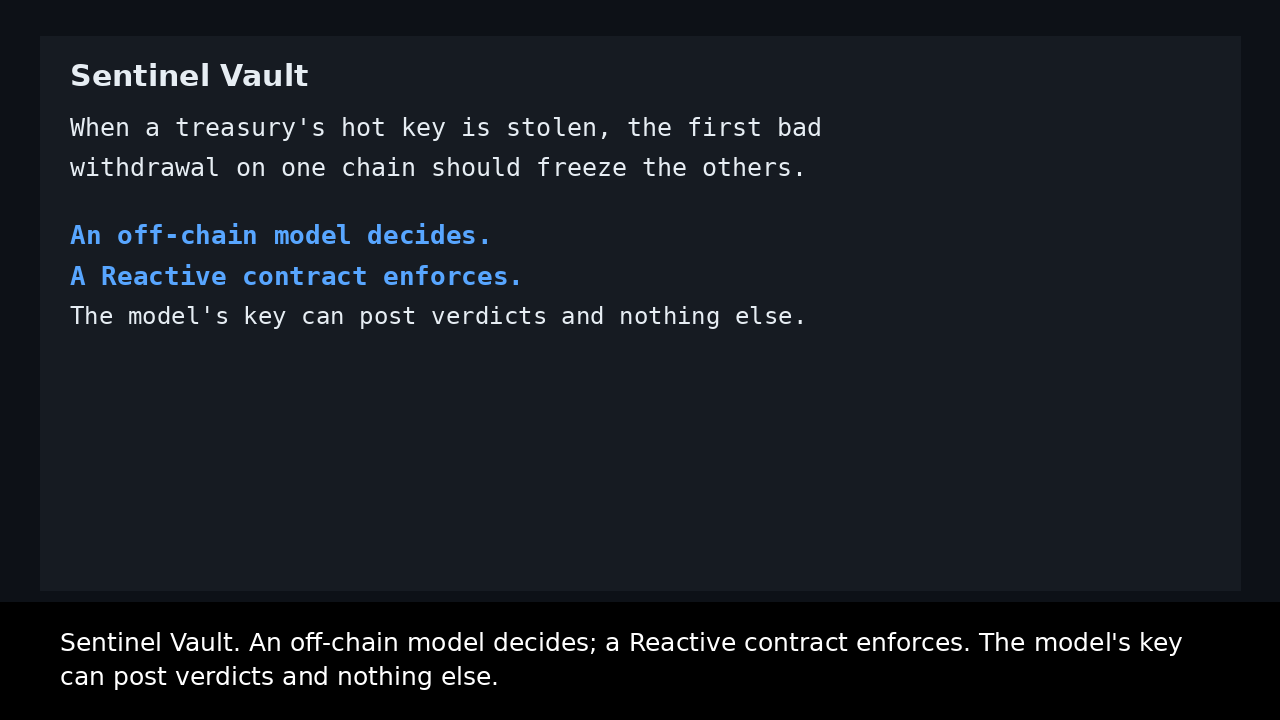 Sentinel Vault
When a treasury's hot key is stolen, the first bad
withdrawal on one chain should freeze the others.
An off-chain model decides.
A Reactive contract enforces.
The model's key can post verdicts and nothing else.
Sentinel Vault. An off-chain model decides; a Reactive contract enforces. The model's key
can post verdicts and nothing else.